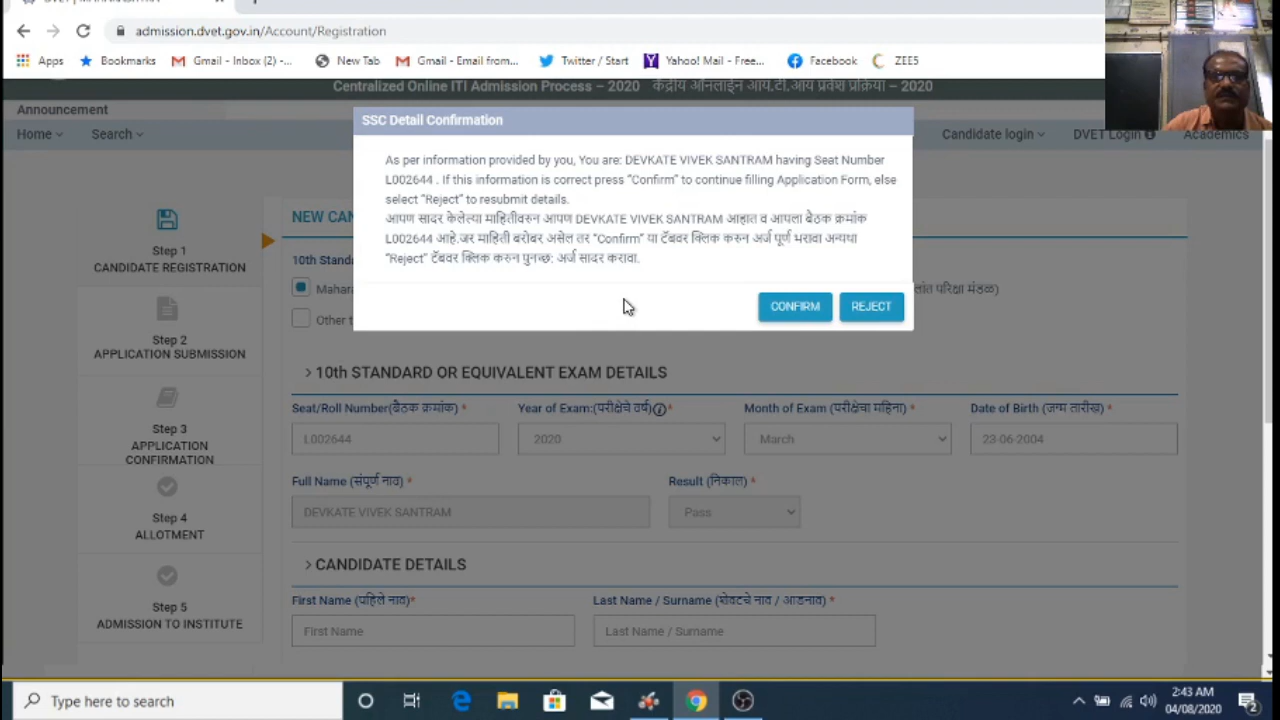 admission.dvet.gov.in/Account/Registration
Apps Bookmarks Gmail - Inbox (2) -... New Tab Gmail - Email from... Twitter / Start Yahoo! Mail - Free... Facebook ZEE5
Centralized Online ITI Admission Process – 2020 केंद्रीय ऑनलाईन आय.टी.आय प्रवेश प्रक्रिया – 2020
Announcement
Home Search Candidate login DVET Login Academics
SSC Detail Confirmation
As per information provided by you, You are: DEVKATE VIVEK SANTRAM having Seat Number
L002644 . If this information is correct press “Confirm” to continue filling Application Form, else
select “Reject” to resubmit details.
आपण सादर केलेल्या माहितीवरुन आपण DEVKATE VIVEK SANTRAM आहात व आपला बैठक क्रमांक
L002644 आहे.जर माहिती बरोबर असेल तर “Confirm” या टॅबवर क्लिक करुन अर्ज पूर्ण भरावा अन्यथा
“Reject” टॅबवर क्लिक करुन पुनच्छ: अर्ज सादर करावा.
CONFIRM REJECT
Step 1
CANDIDATE REGISTRATION
Step 2
APPLICATION SUBMISSION
Step 3
APPLICATION
CONFIRMATION
Step 4
ALLOTMENT
Step 5
ADMISSION TO INSTITUTE
NEW CAN
10th Stand
Mahara
परिक्षा मंडळ)
Other t
> 10th STANDARD OR EQUIVALENT EXAM DETAILS
Seat/Roll Number(बैठक क्रमांक) * Year of Exam:(परीक्षेचे वर्ष) * Month of Exam (परीक्षेचा महिना) * Date of Birth (जन्म तारीख) *
L002644 2020 March 23-06-2004
Full Name (संपूर्ण नाव) * Result (निकाल) *
DEVKATE VIVEK SANTRAM Pass
> CANDIDATE DETAILS
First Name (पहिले नाव)* Last Name / Surname (शेवटचे नाव / आडनाव) *
First Name Last Name / Surname
Type here to search
2:43 AM
04/08/2020
2